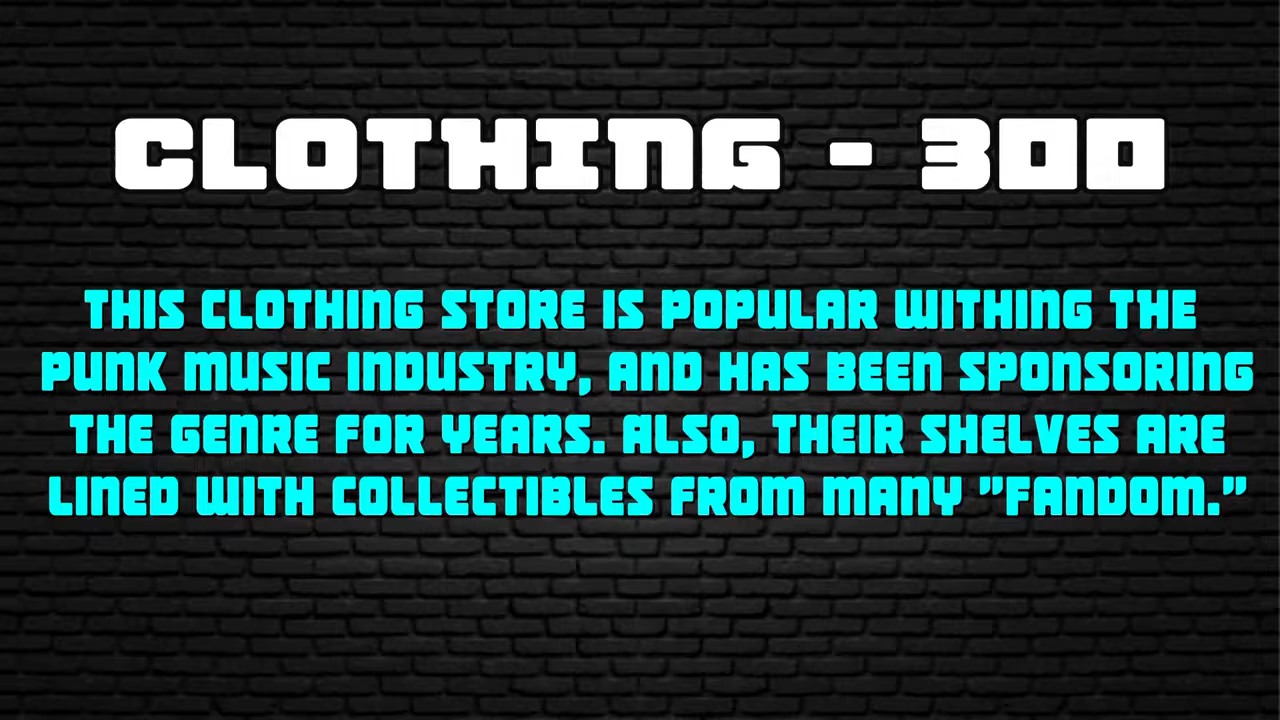 CLOTHING - 300
THIS CLOTHING STORE IS POPULAR WITHING THE
PUNK MUSIC INDUSTRY, AND HAS BEEN SPONSORING
THE GENRE FOR YEARS. ALSO, THEIR SHELVES ARE
LINED WITH COLLECTIBLES FROM MANY "FANDOM."